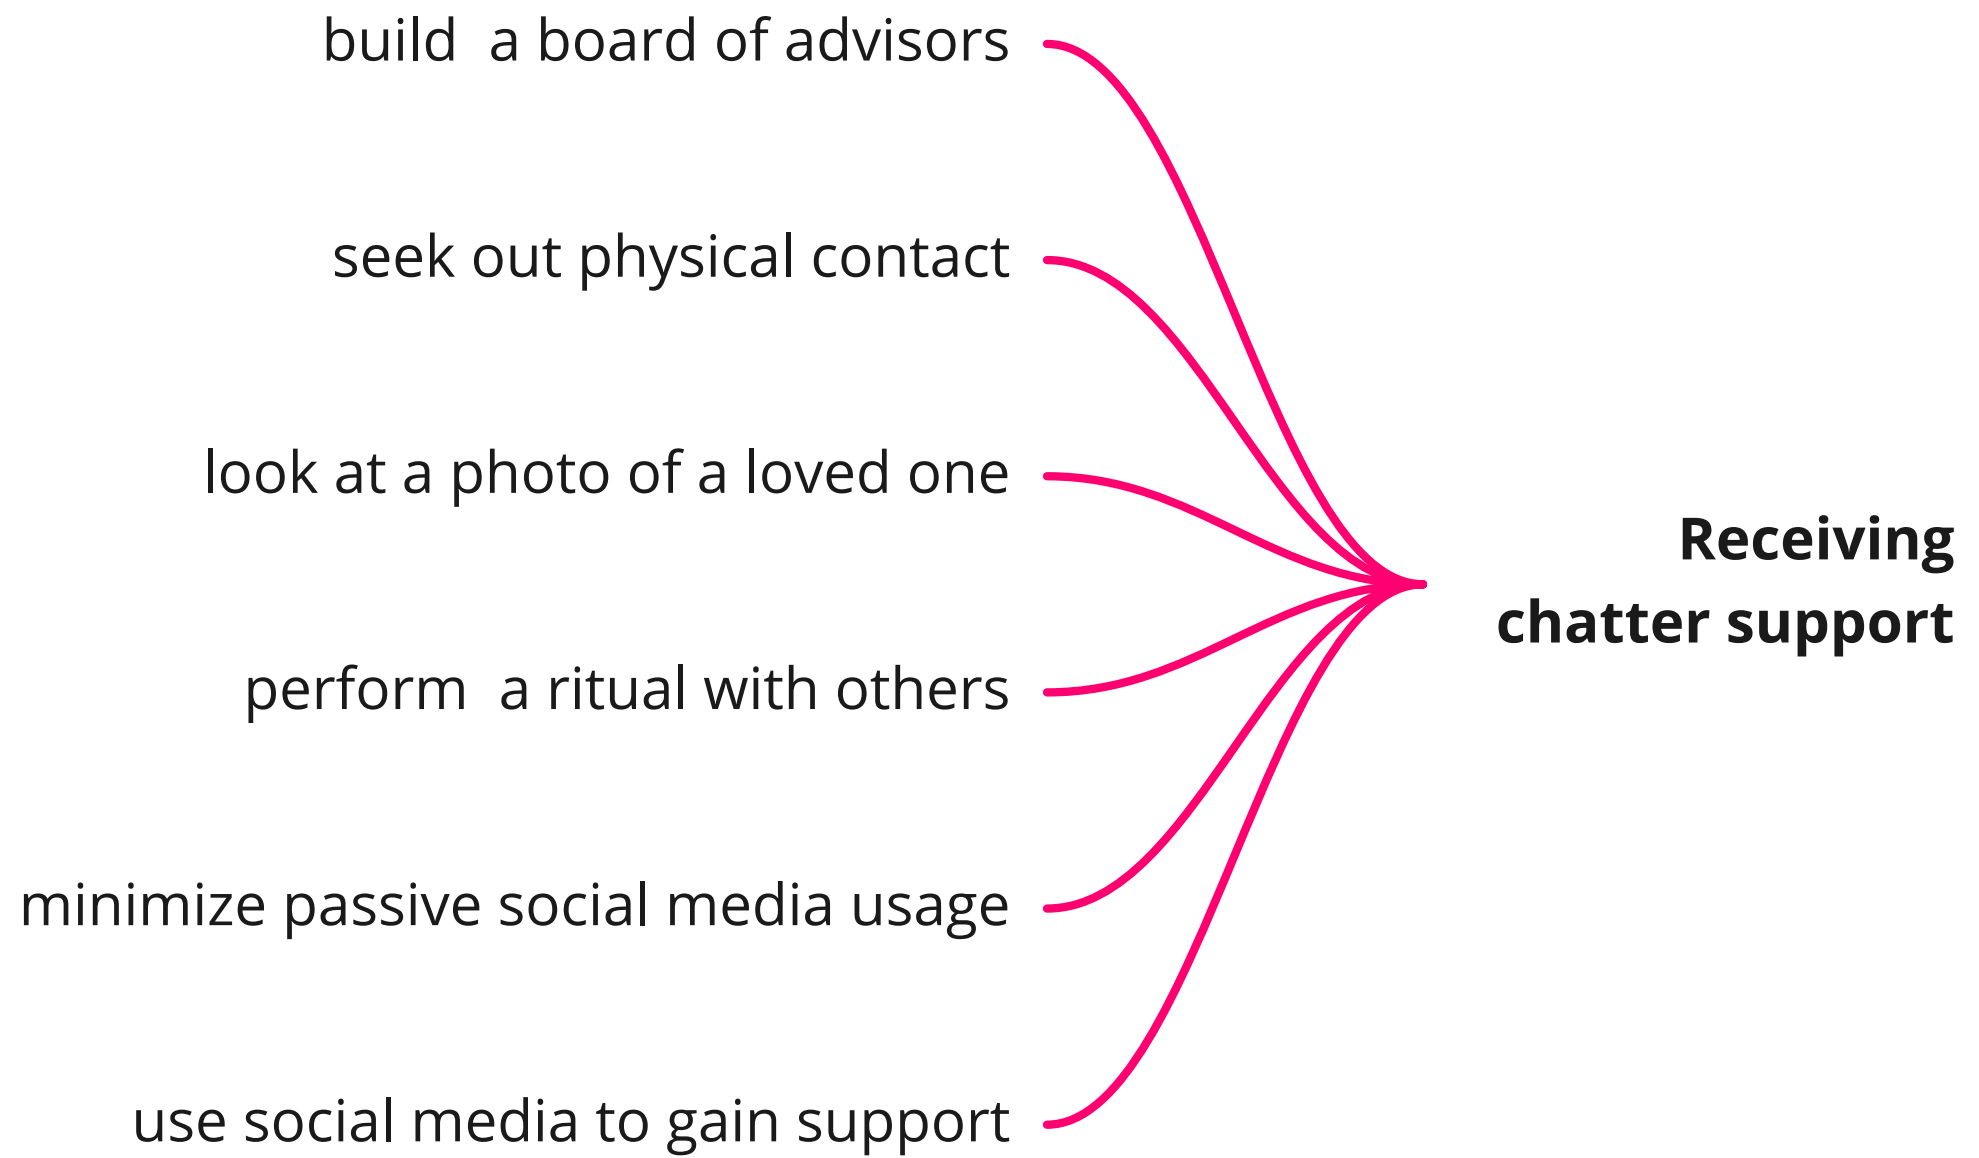 build  a board of advisors
seek out physical contact
look at a photo of a loved one
perform  a ritual with others
minimize passive social media usage
use social media to gain support
Receiving
chatter support